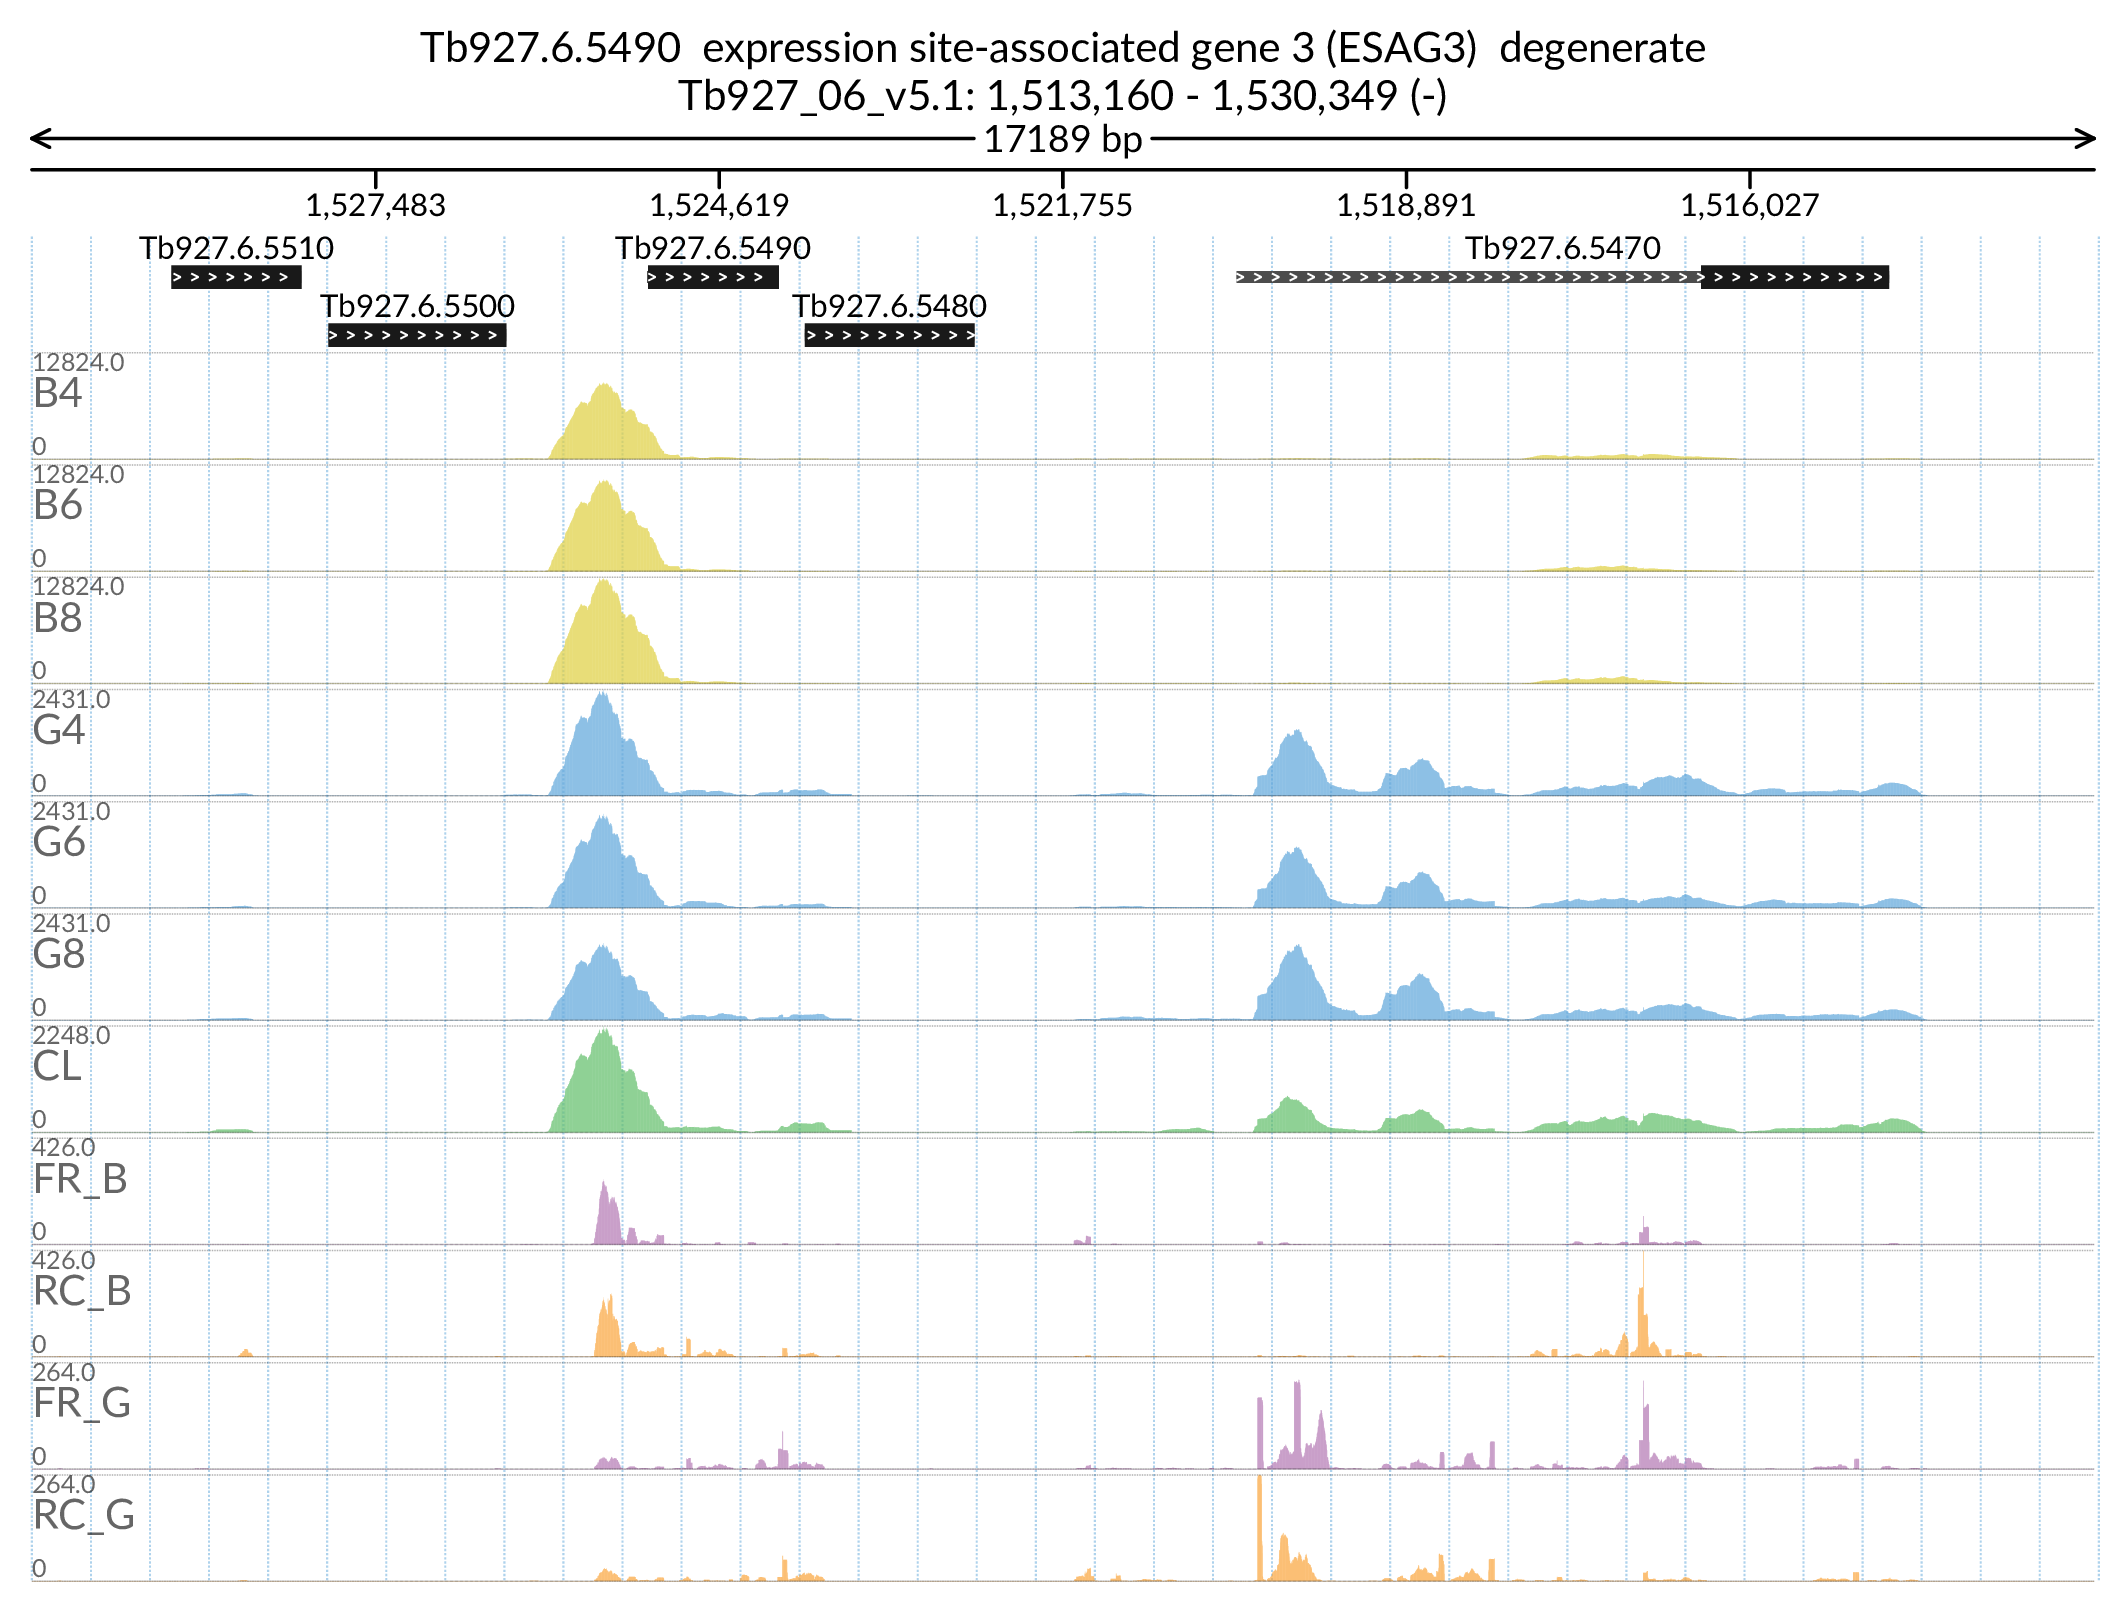 Tb927.6.5490  expression site-associated gene 3 (ESAG3)  degenerate
Tb927_06_v5.1: 1,513,160 - 1,530,349 (-)
17189 bp
1,527,483 1,524,619 1,521,755 1,518,891 1,516,027
Tb927.6.5510 Tb927.6.5490 Tb927.6.5470
Tb927.6.5500 Tb927.6.5480
12824.0
B4
0
12824.0
B6
0
12824.0
B8
0
2431.0
G4
0
2431.0
G6
0
2431.0
G8
0
2248.0
CL
0
426.0
FR_B
0
426.0
RC_B
0
264.0
FR_G
0
264.0
RC_G
0